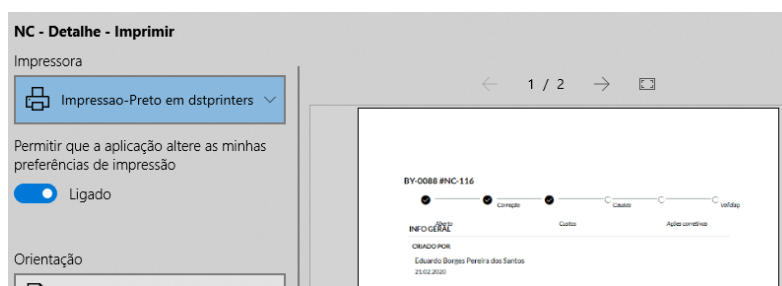 NC - Detalhe - Imprimir
Impressora
Impressao-Preto em dstprinters
Permitir que a aplicação altere as minhas
preferências de impressão
Ligado
Orientação
1 / 2
BY-0088 #NC-116
Correção
Causas
Validaç
Aberto
Custos
Ações corretivas
INFO GERAL
CRIADO POR
Eduardo Borges Pereira dos Santos
21.02.2020